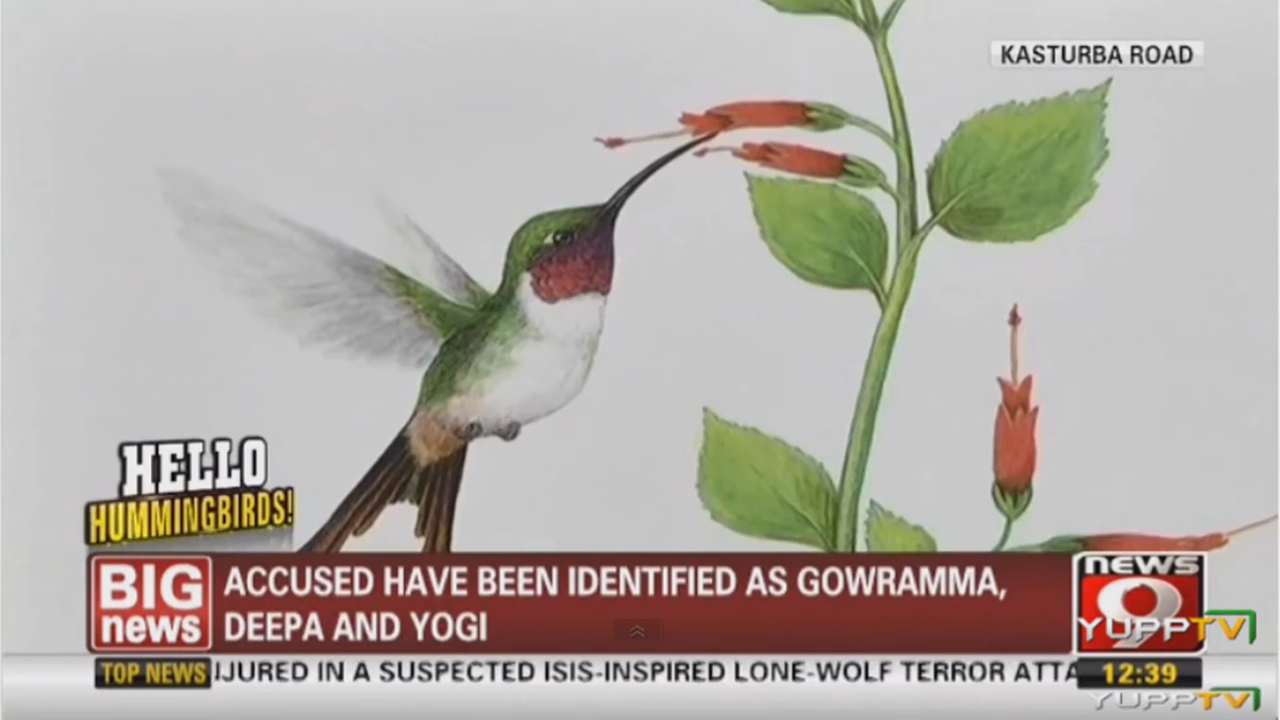 KASTURBA ROAD
HELLO
HUMMINGBIRDS!
BIG
news
ACCUSED HAVE BEEN IDENTIFIED AS GOWRAMMA,
DEEPA AND YOGI
NEWS
9
YUPPTV
TOP NEWS
IJURED IN A SUSPECTED ISIS-INSPIRED LONE-WOLF TERROR ATTA
12:39
YUPPTV